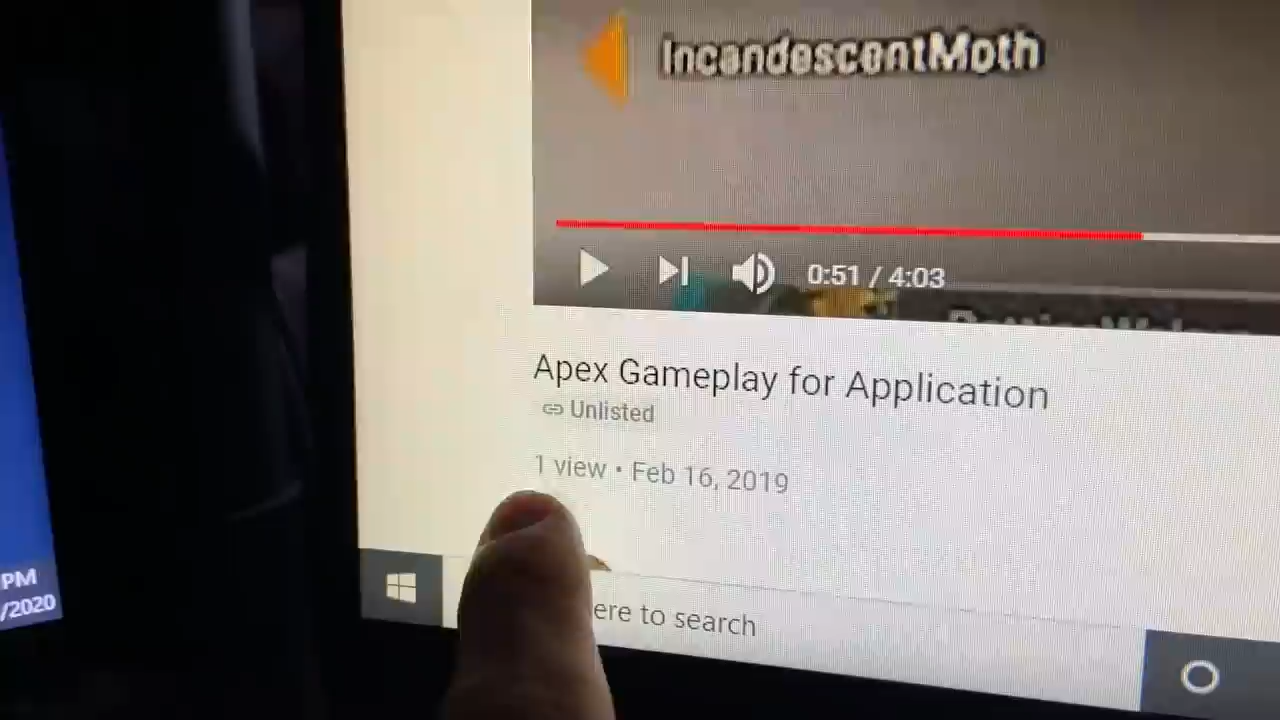 IncandescentMoth
0:51 / 4:03
Apex Gameplay for Application
Unlisted
1 view • Feb 16, 2019
PM
/2020
ere to search